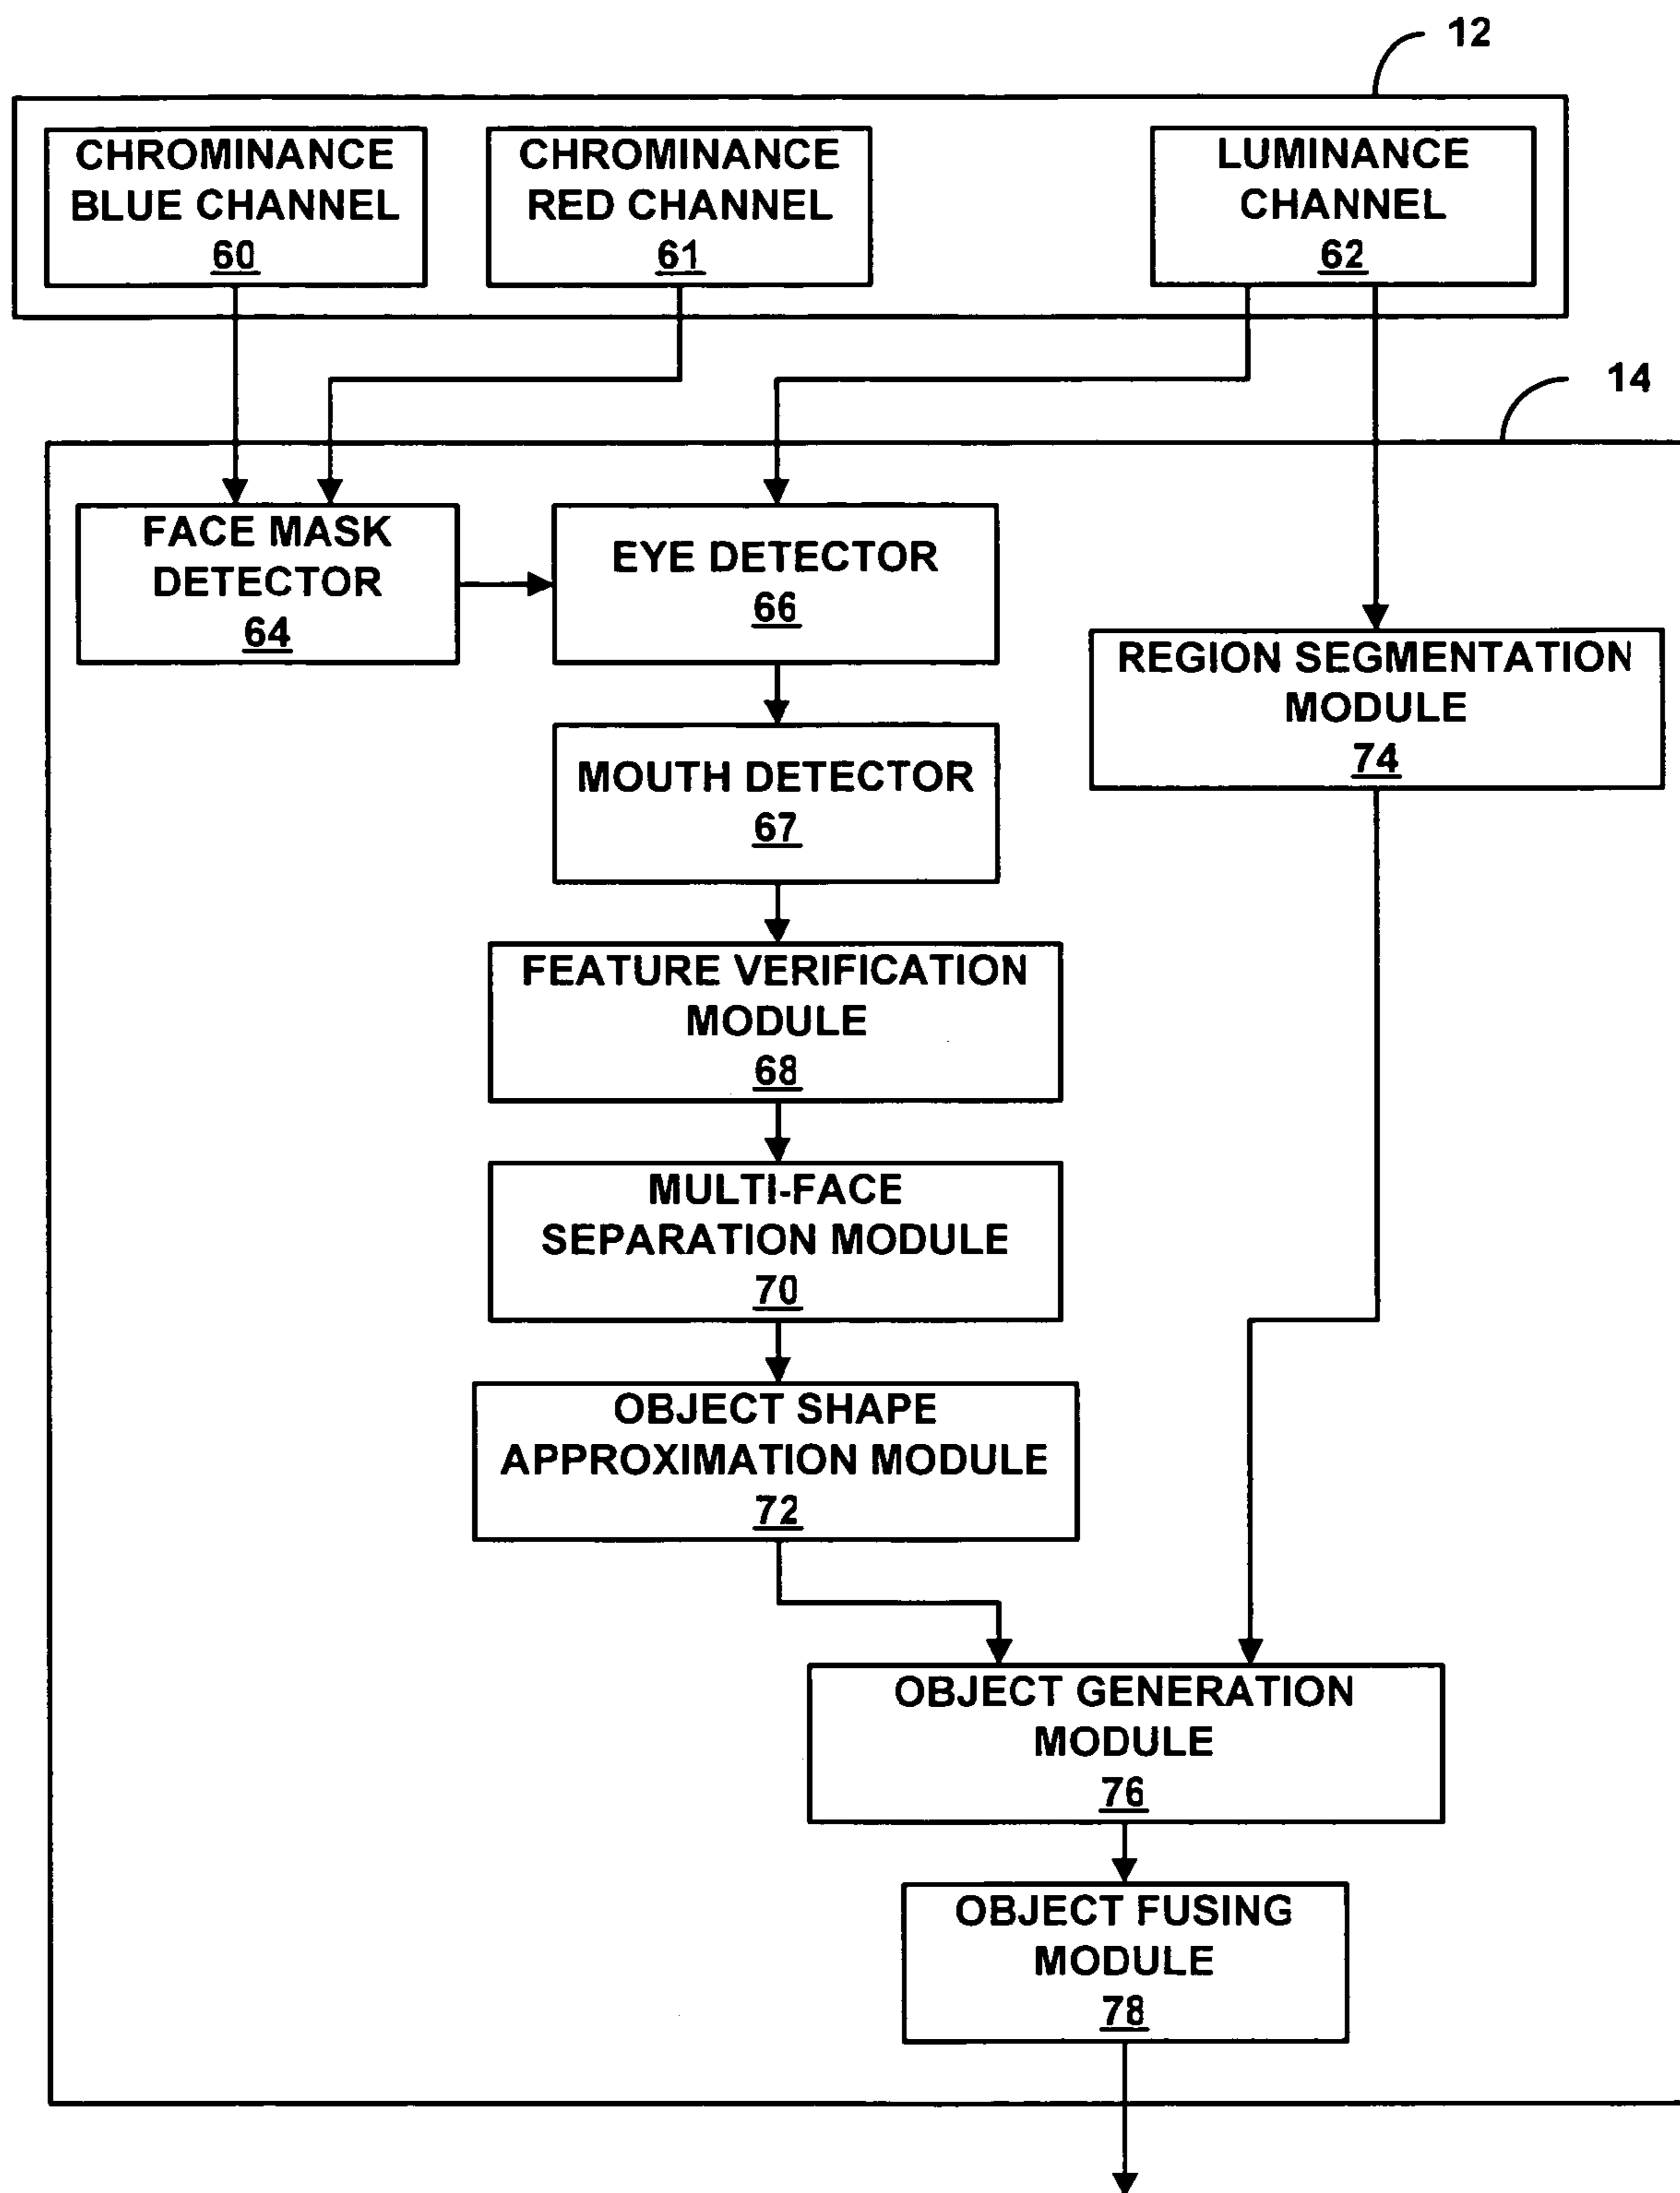 12
CHROMINANCE
BLUE CHANNEL
60
CHROMINANCE
RED CHANNEL
61
LUMINANCE
CHANNEL
62
14
FACE MASK
DETECTOR
64
EYE DETECTOR
66
REGION SEGMENTATION
MODULE
74
MOUTH DETECTOR
67
FEATURE VERIFICATION
MODULE
68
MULTI-FACE
SEPARATION MODULE
70
OBJECT SHAPE
APPROXIMATION MODULE
72
OBJECT GENERATION
MODULE
76
OBJECT FUSING
MODULE
78